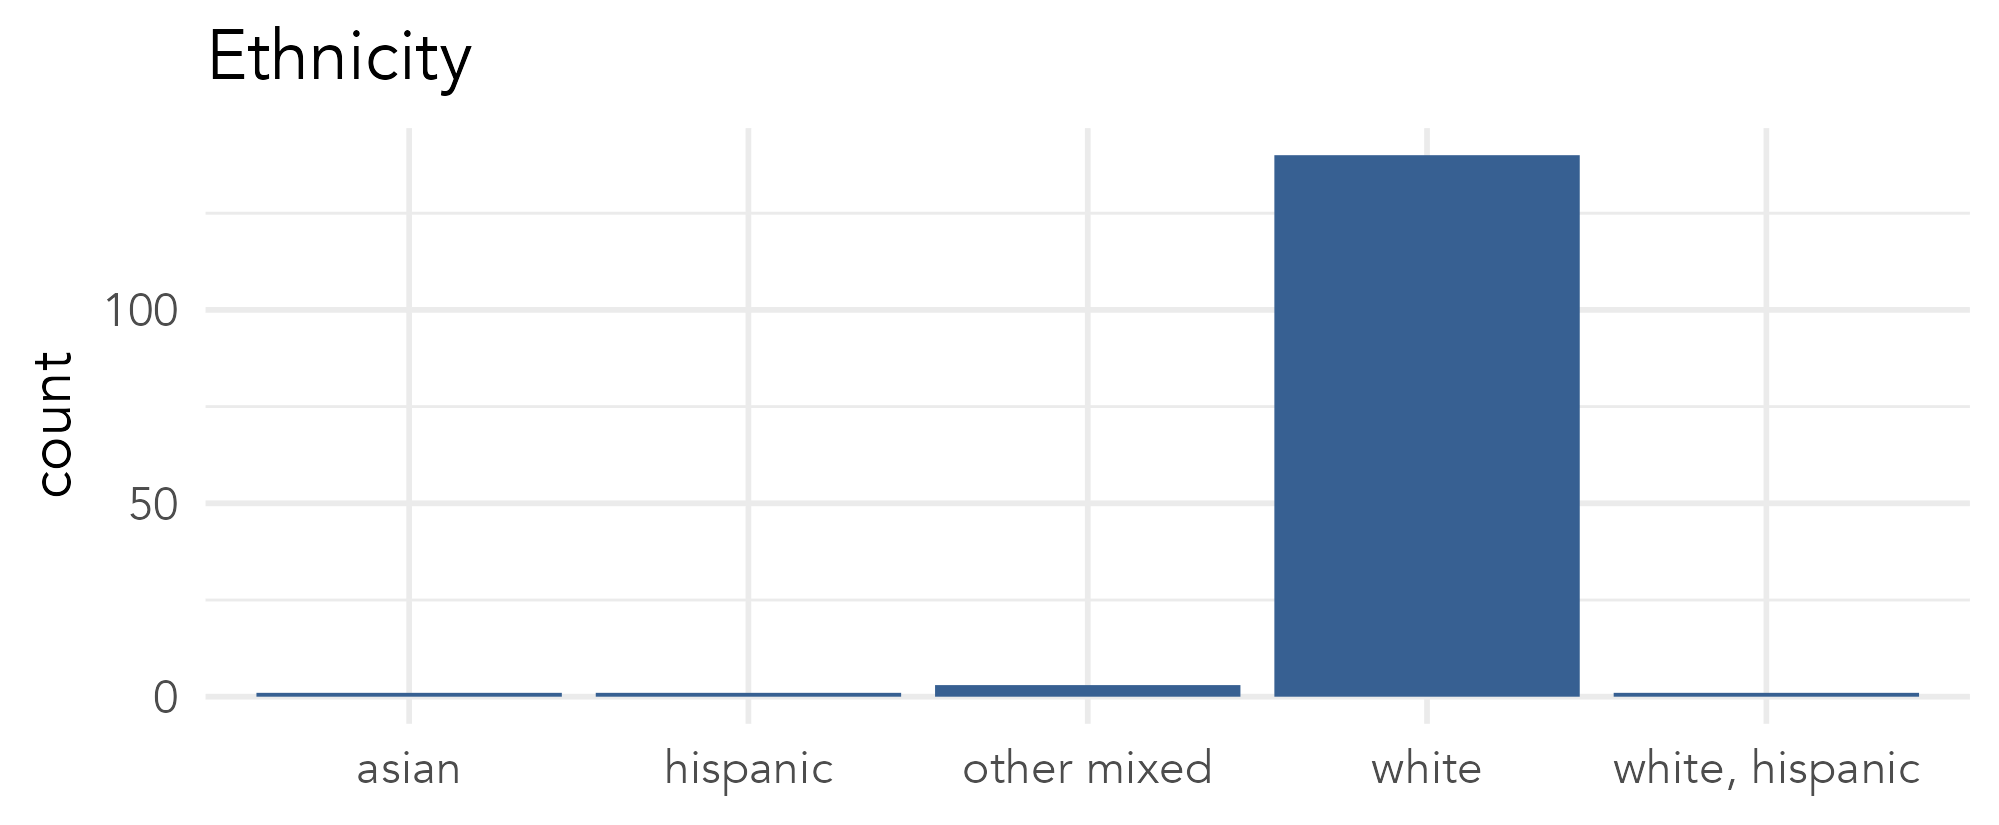 Ethnicity
count
100
50
0
asian hispanic other mixed white white, hispanic